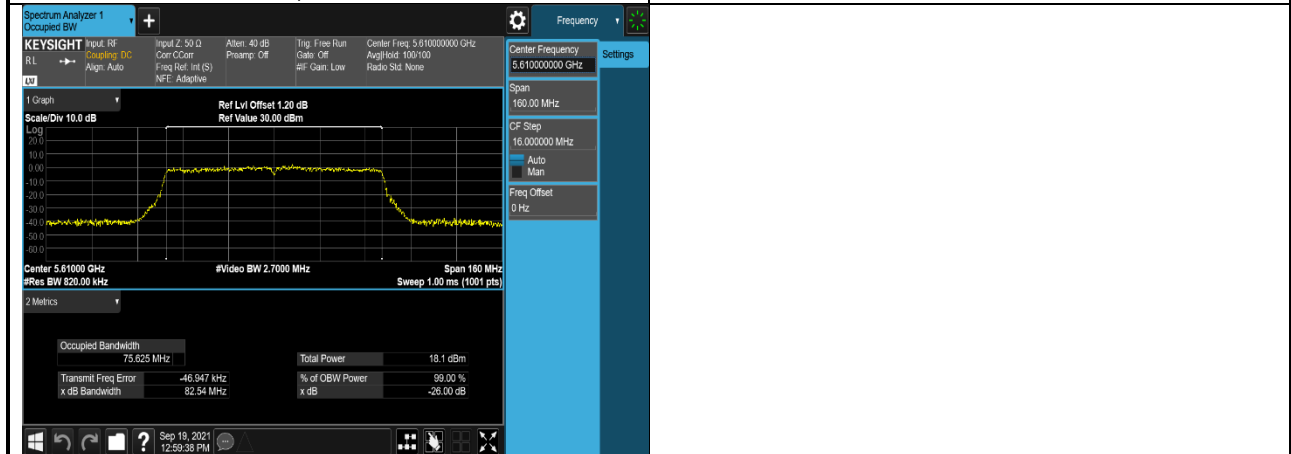 Spectrum Analyzer 1
Occupied BW
+
Frequency
KEYSIGHT Input: RF
RL
Coupling: DC
Align: Auto
LXI
Input Z: 50 Ω
Corr CCorr
Freq Ref: Int (S)
NFE: Adaptive
Atten: 40 dB
Preamp: Off
Trig: Free Run
Gate: Off
#IF Gain: Low
Center Freq: 5.610000000 GHz
Avg|Hold: 100/100
Radio Std: None
Center Frequency
5.610000000 GHz
Settings
Span
160.00 MHz
CF Step
16.000000 MHz
Auto
Man
Freq Offset
0 Hz
1 Graph
Scale/Div 10.0 dB
Ref Lvl Offset 1.20 dB
Ref Value 30.00 dBm
Log
20.0
10.0
0.00
-10.0
-20.0
-30.0
-40.0
-50.0
-60.0
Center 5.61000 GHz
#Video BW 2.7000 MHz
Span 160 MHz
#Res BW 820.00 kHz
Sweep 1.00 ms (1001 pts)
2 Metrics
Occupied Bandwidth
75.625 MHz
Total Power 18.1 dBm
Transmit Freq Error -46.947 kHz
% of OBW Power 99.00 %
x dB Bandwidth 82.54 MHz
x dB -26.00 dB
?
Sep 19, 2021
12:59:38 PM